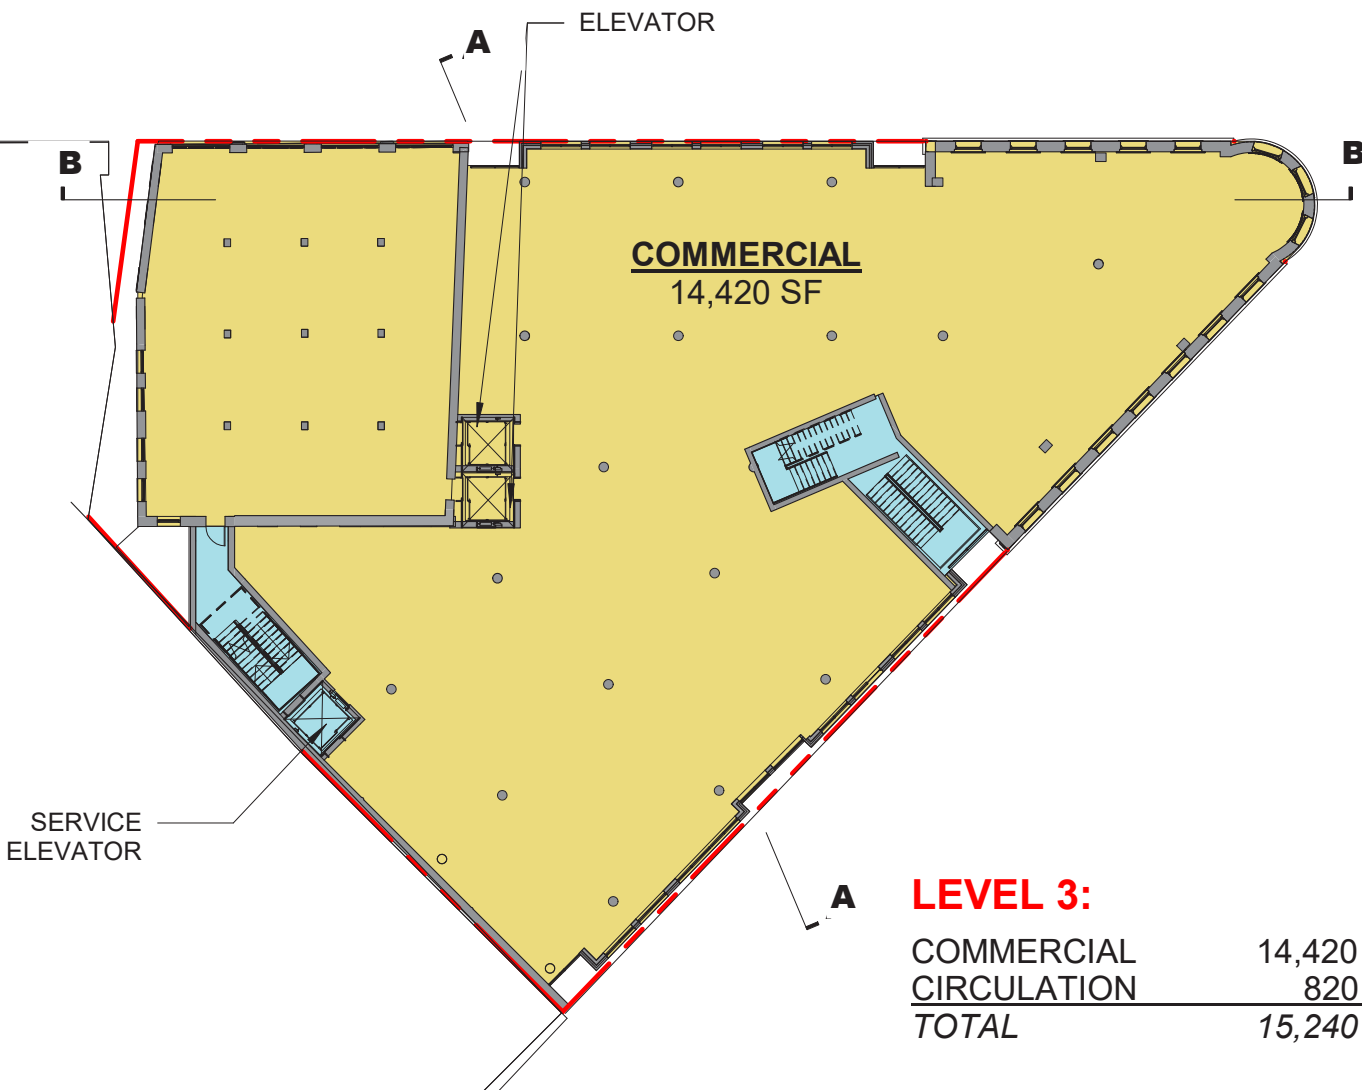 ELEVATOR
A
B
B
COMMERCIAL
14,420 SF
SERVICE
ELEVATOR
A
LEVEL 3:
COMMERCIAL 14,420
CIRCULATION 820
TOTAL 15,240